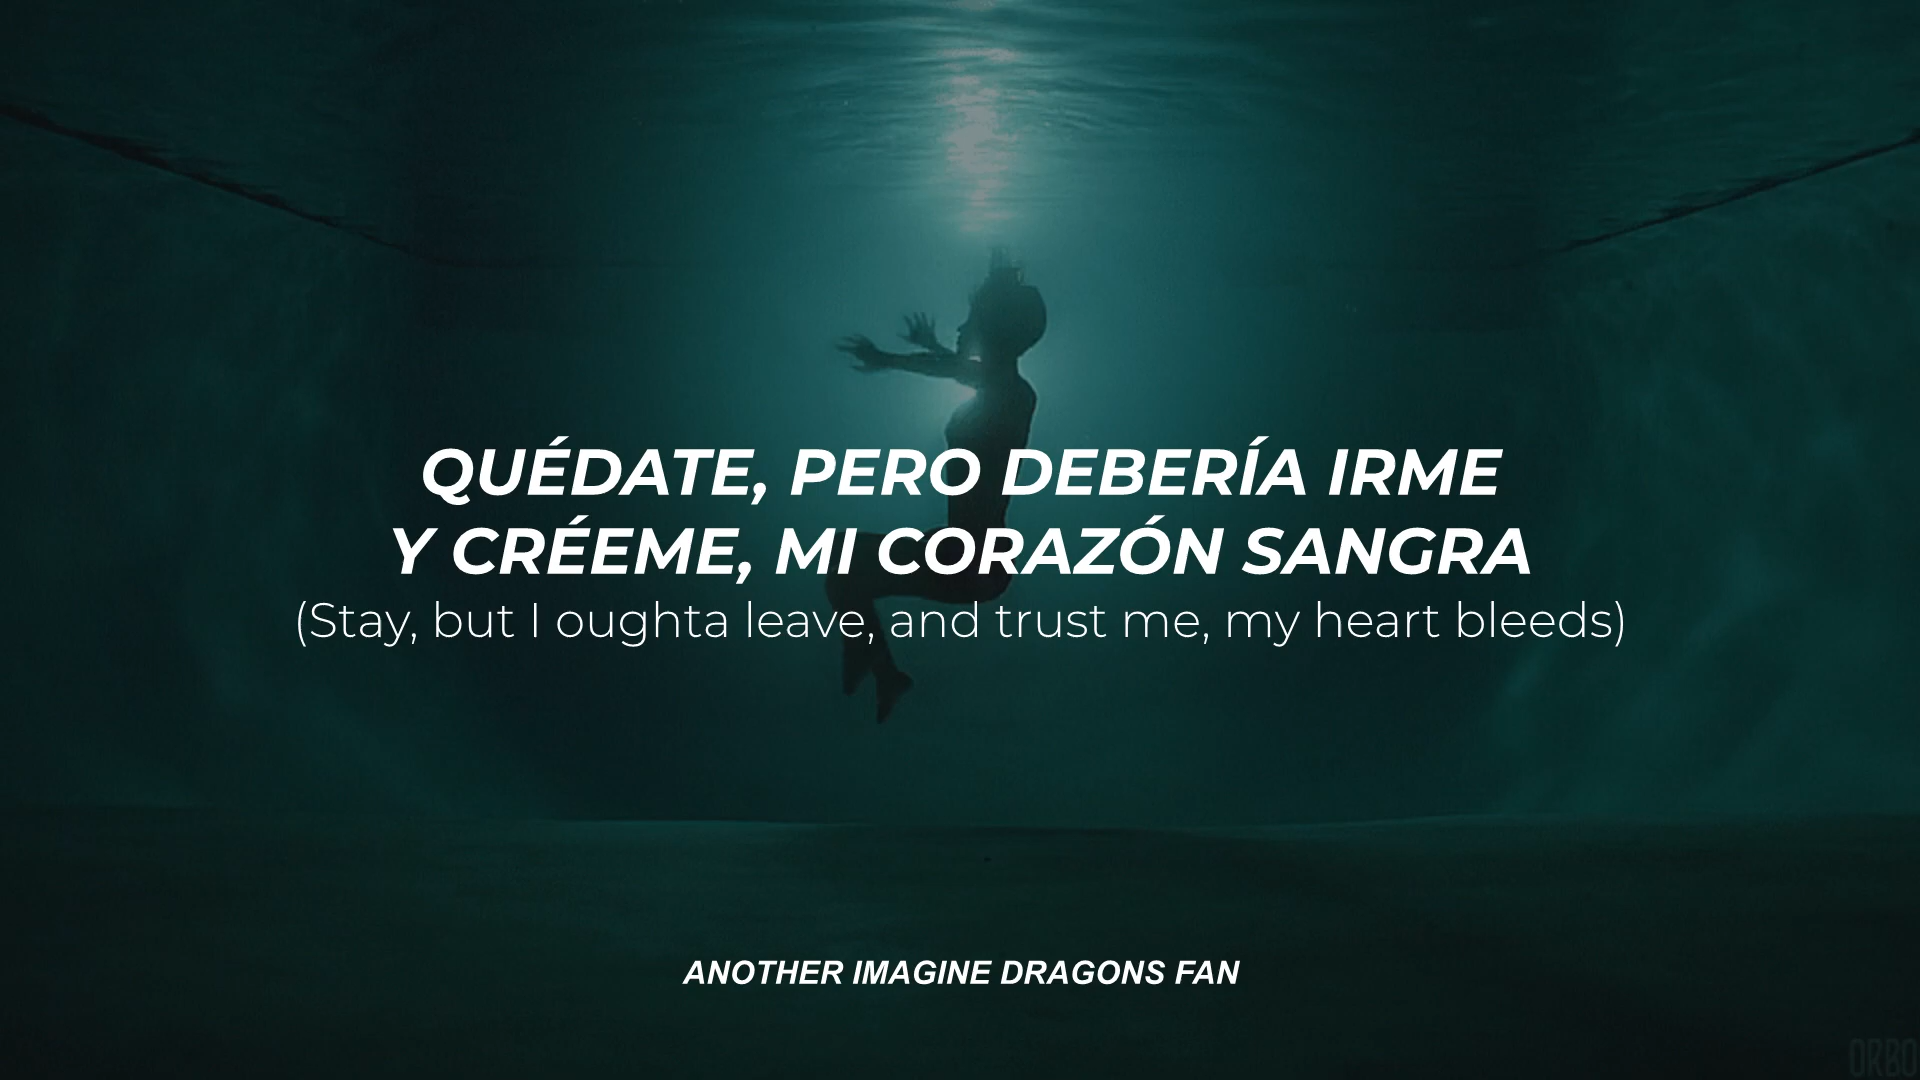 QUÉDATE, PERO DEBERÍA IRME
Y CRÉEME, MI CORAZÓN SANGRA
(Stay, but I oughta leave, and trust me, my heart bleeds)
ANOTHER IMAGINE DRAGONS FAN
ORBO